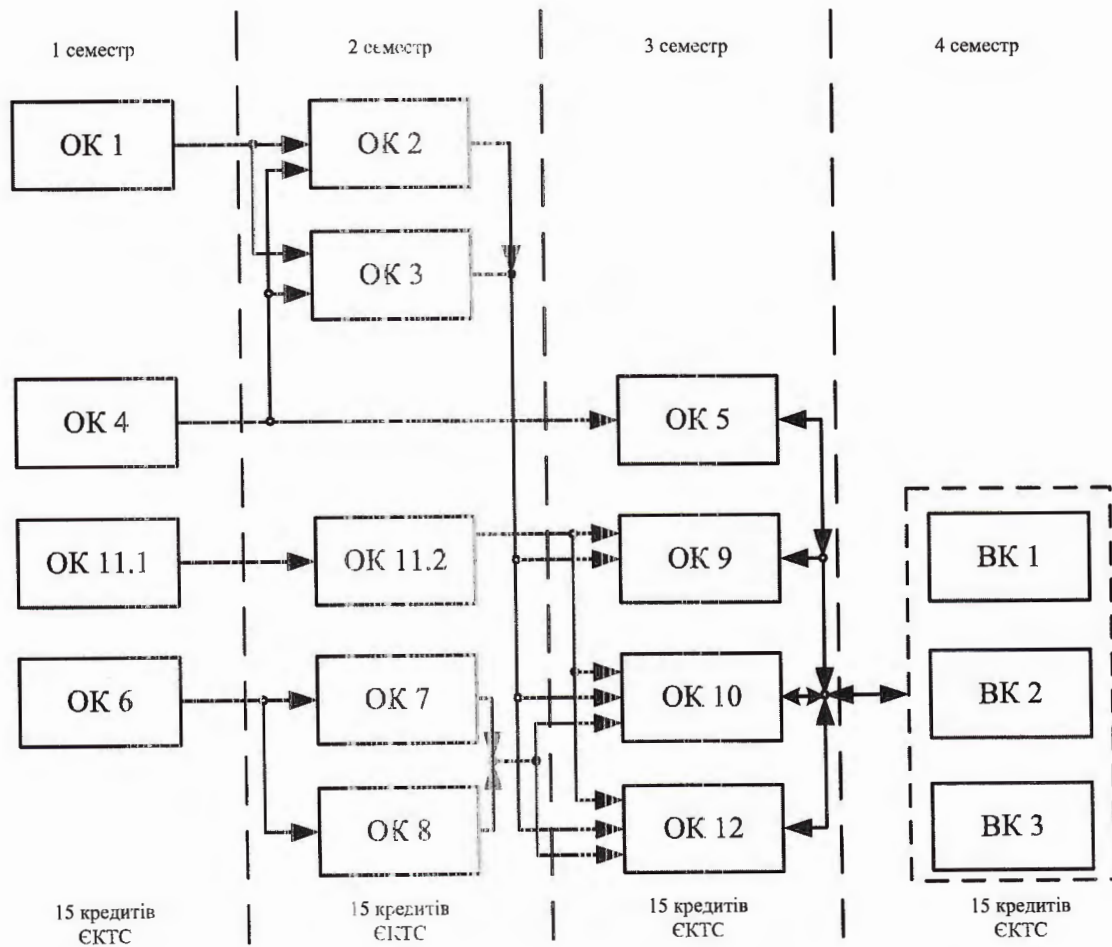 1 семестр
2 семестр
3 семестр
4 семестр
ОК 1
ОК 2
ОК 3
ОК 4
ОК 5
ОК 11.1
ОК 11.2
ОК 9
ВК 1
ОК 6
ОК 7
ОК 10
ВК 2
ОК 8
ОК 12
ВК 3
15 кредитів
ЄКТС
15 кредитів
ЄКТС
15 кредитів
ЄКТС
15 кредитів
ЄКТС